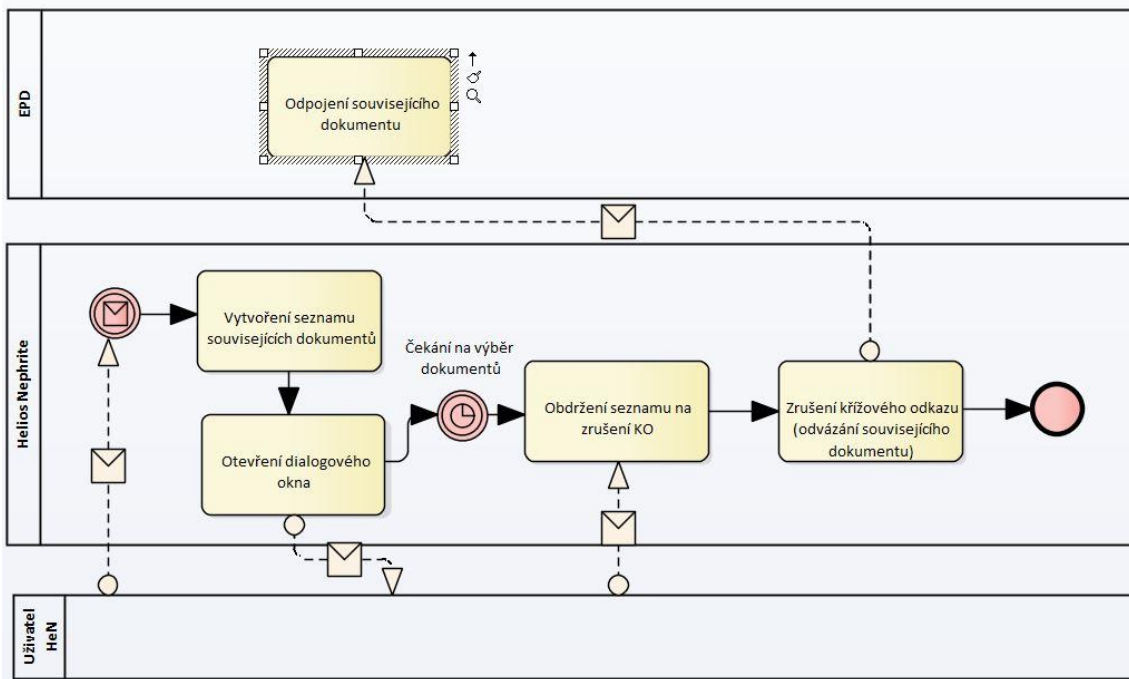 EPD
Odpojení souvisejícího
dokumentu
Helios Nephrite
Vytvoření seznamu
souvisejících dokumentů
Otevření dialogového
okna
Čekání na výběr
dokumentů
Obdržení seznamu na
zrušení KO
Zrušení křížového odkazu
(odvázání souvisejícího
dokumentu)
Uživatel
HeN